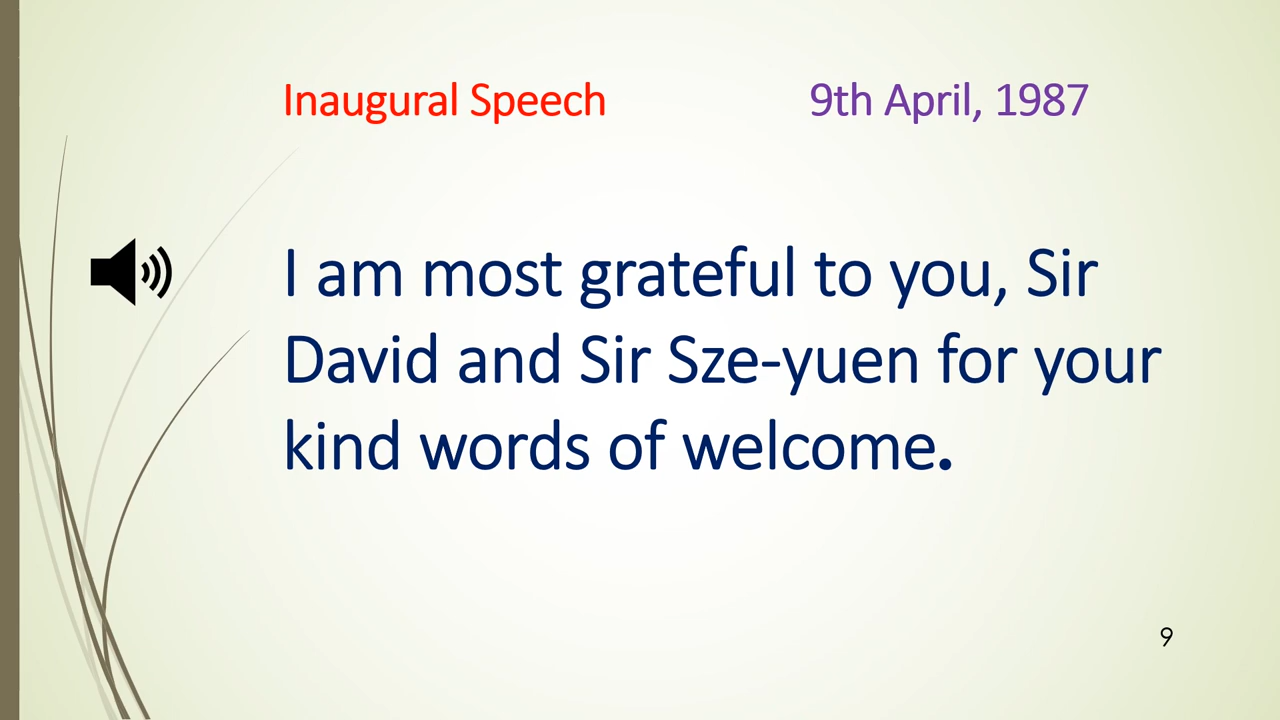 Inaugural Speech 9th April, 1987
I am most grateful to you, Sir
David and Sir Sze-yuen for your
kind words of welcome.
9